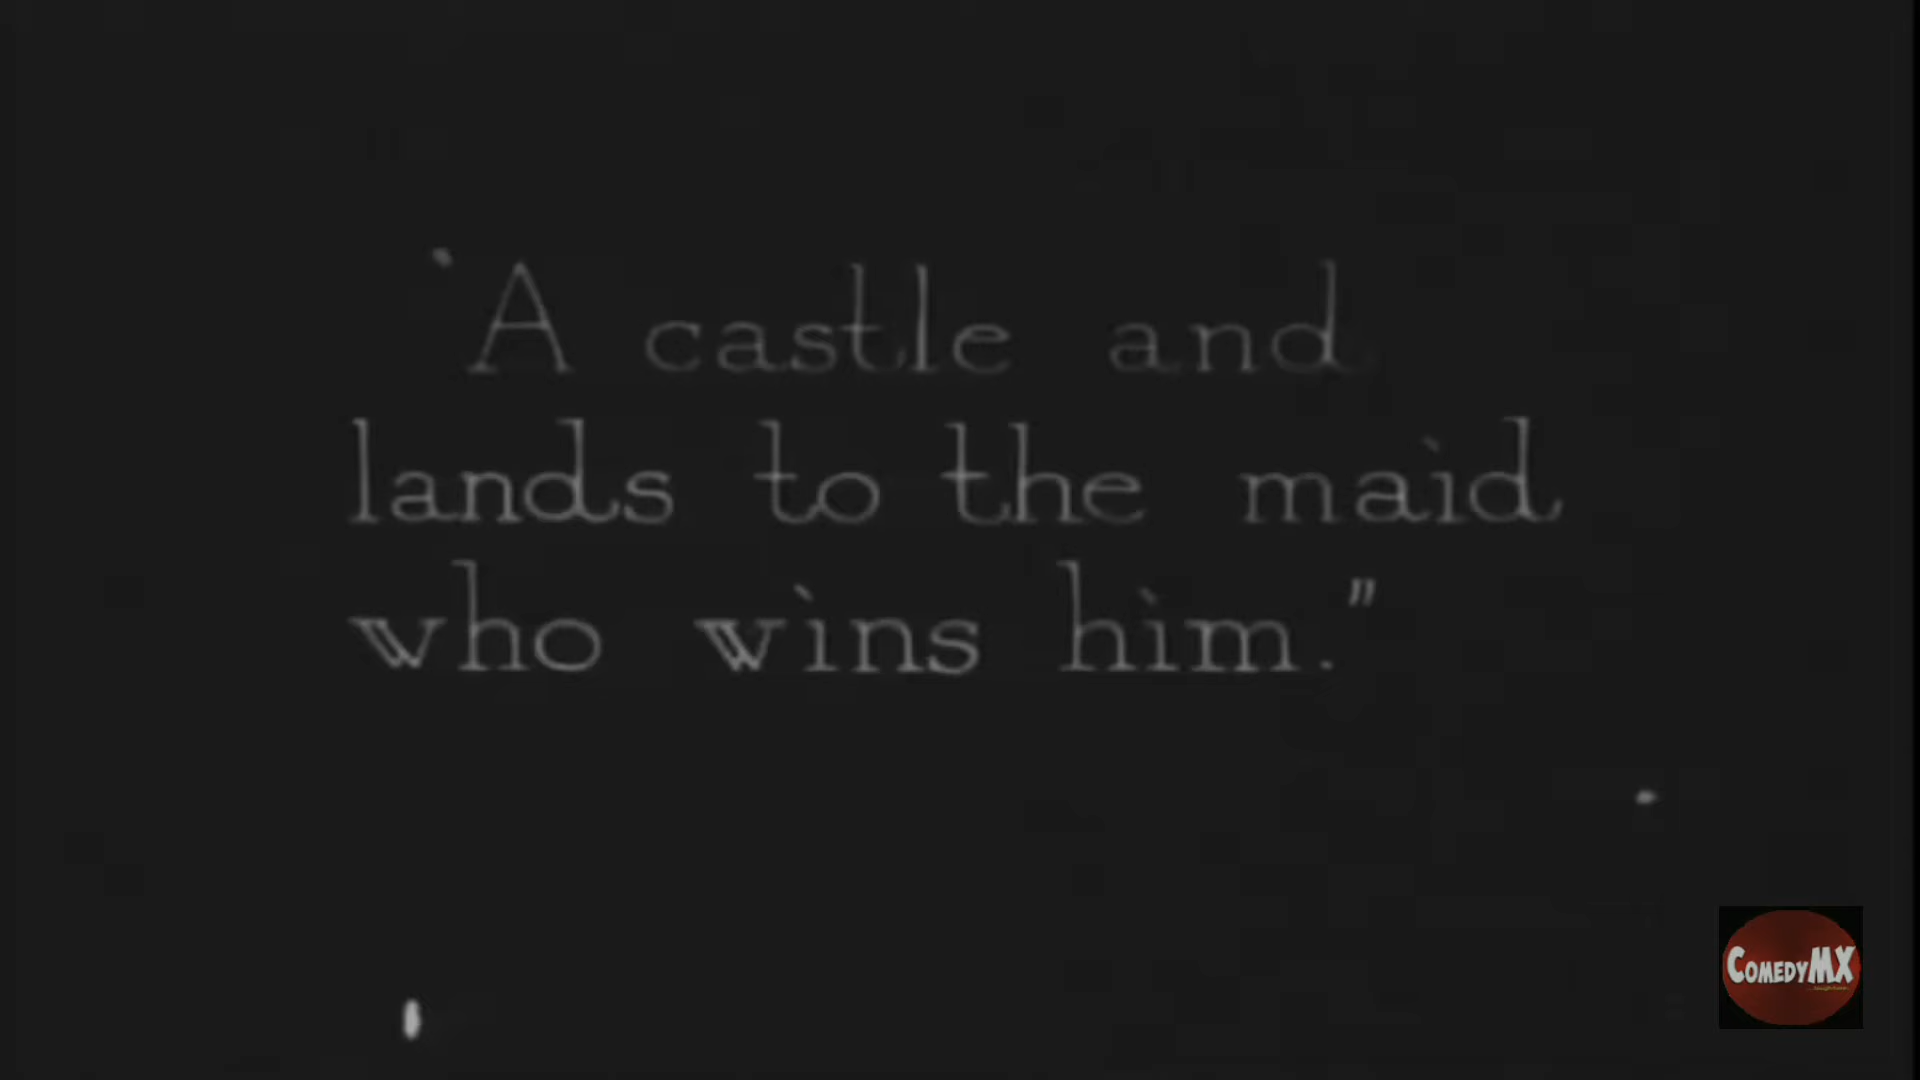 A castle and
lands to the maid
who wins him."
COMEDYMX